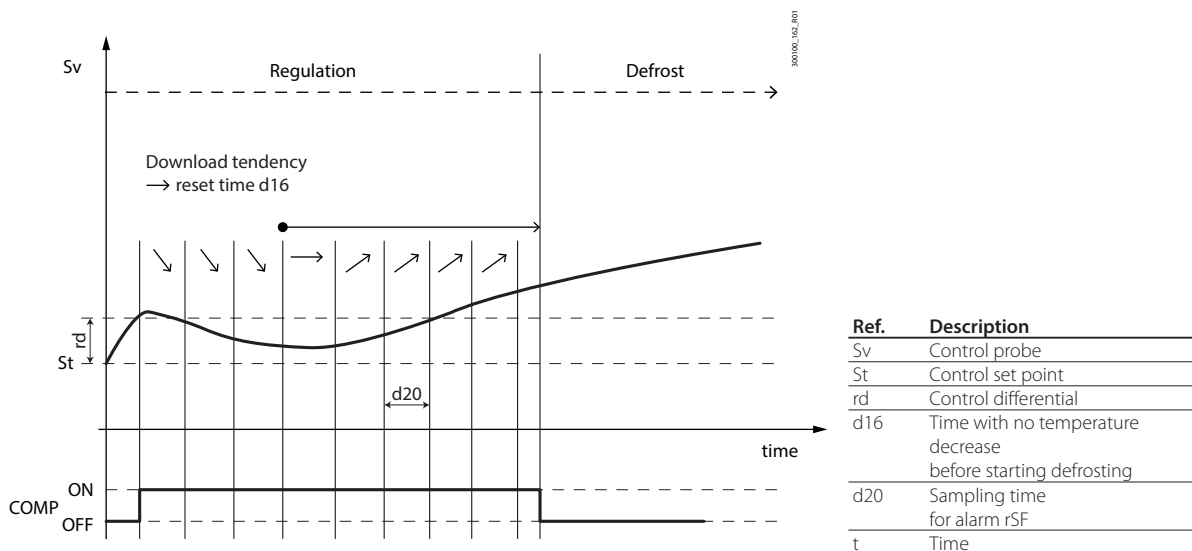 300100_162_R01
Sv
Regulation
Defrost
Download tendency
→ reset time d16
rd
St
d20
time
COMP
ON
OFF
Ref. Description
Sv Control probe
St Control set point
rd Control differential
d16 Time with no temperature
decrease
before starting defrosting
d20 Sampling time
for alarm rSF
t Time